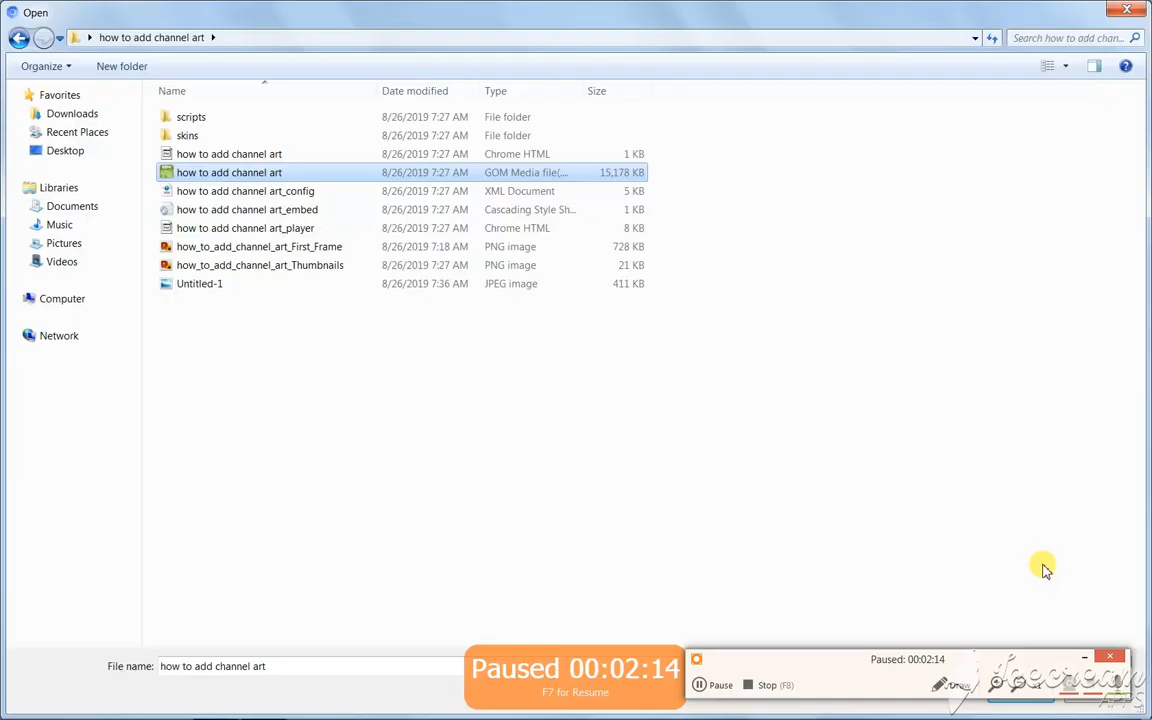 Open
how to add channel art
Search how to add chan...
Organize
New folder
Name Date modified Type Size
Favorites
Downloads
Recent Places
Desktop
Libraries
Documents
Music
Pictures
Videos
Computer
Network
scripts 8/26/2019 7:27 AM File folder
skins 8/26/2019 7:27 AM File folder
how to add channel art 8/26/2019 7:27 AM Chrome HTML 1 KB
how to add channel art 8/26/2019 7:27 AM GOM Media file(,... 15,178 KB
how to add channel art_config 8/26/2019 7:27 AM XML Document 5 KB
how to add channel art_embed 8/26/2019 7:27 AM Cascading Style Sh... 1 KB
how to add channel art_player 8/26/2019 7:27 AM Chrome HTML 8 KB
how_to_add_channel_art_First_Frame 8/26/2019 7:18 AM PNG image 728 KB
how_to_add_channel_art_Thumbnails 8/26/2019 7:27 AM PNG image 21 KB
Untitled-1 8/26/2019 7:36 AM JPEG image 411 KB
File name: how to add channel art
Paused 00:02:14
F7 for Resume
Paused: 00:02:14
Pause Stop (F8) Draw
Icecream
APPS